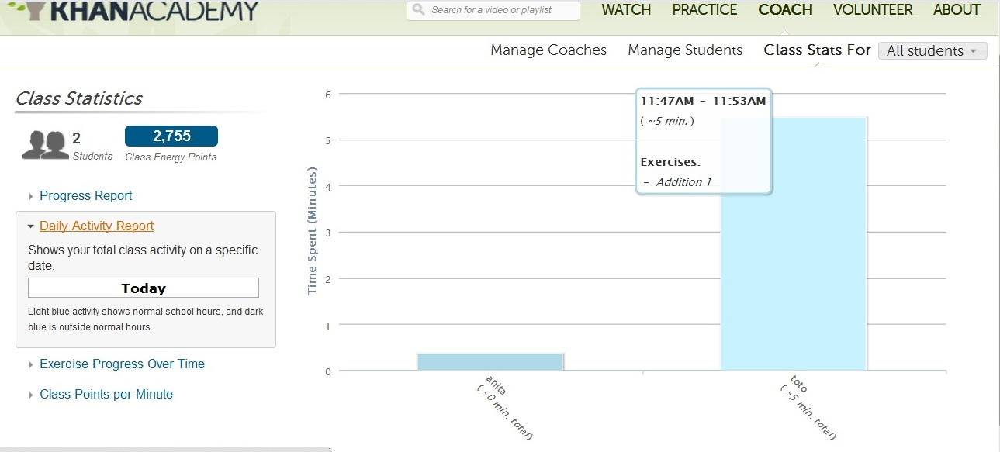 KHANACADEMY
Search for a video or playlist
WATCH PRACTICE COACH VOLUNTEER ABOUT
Manage Coaches Manage Students Class Stats For All students
Class Statistics
2
Students
2,755
Class Energy Points
Progress Report
Daily Activity Report
Shows your total class activity on a specific
date.
Today
Light blue activity shows normal school hours, and dark
blue is outside normal hours.
Exercise Progress Over Time
Class Points per Minute
Time Spent (Minutes)
6
5
4
3
2
1
0
11:47AM - 11:53AM
( ~5 min. )
Exercises:
- Addition 1
anita
( ~0 min. total)
toto
( ~5 min. total)